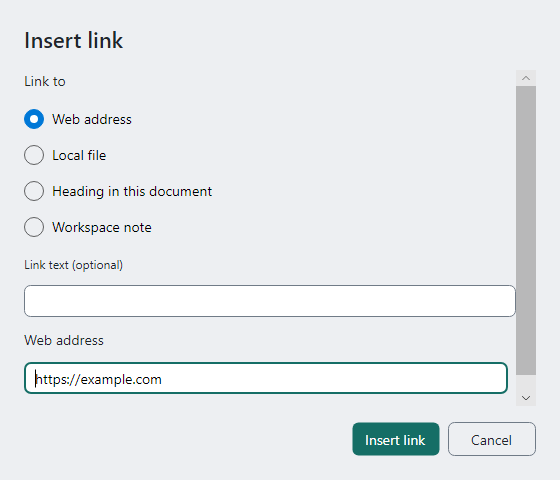 Insert link
Link to
Web address
Local file
Heading in this document
Workspace note
Link text (optional)
Web address
https://example.com
Insert link
Cancel